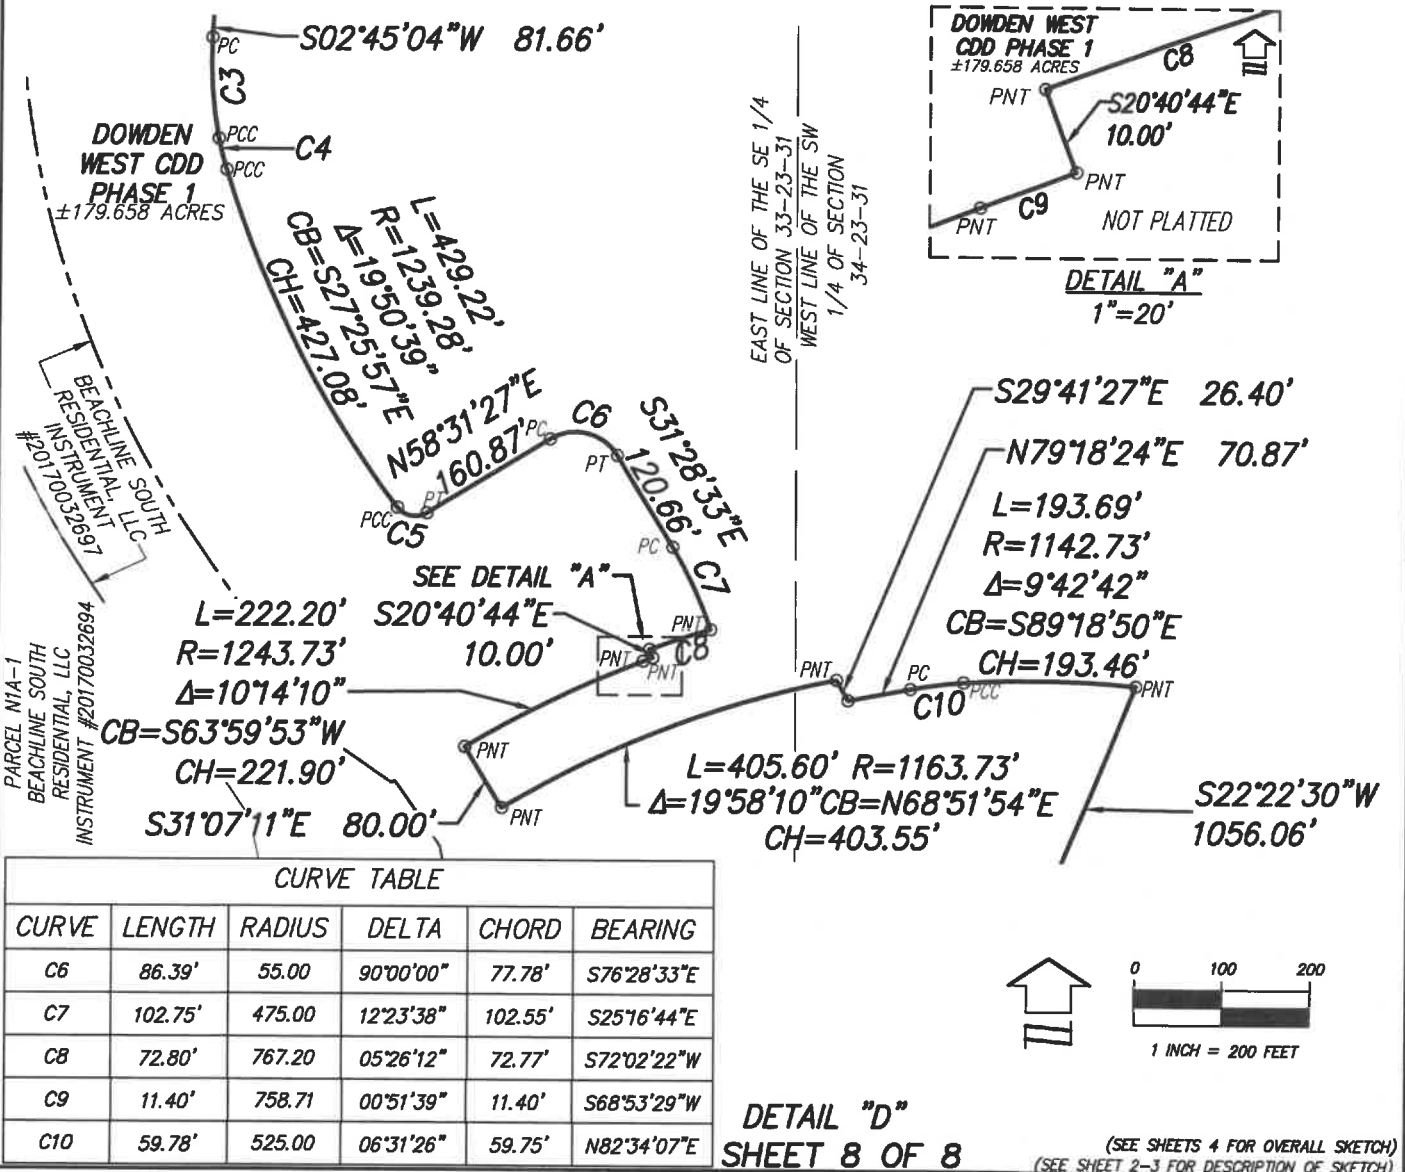 S02°45'04"W 81.66'
PC
C3
PCC
C4
PCC
DOWDEN
WEST CDD
PHASE 1
±179.658 ACRES
L=429.22'
R=1239.28'
Δ=19°50'39"
CB=S27°25'57"E
CH=427.08'
N58°31'27"E
160.87'
PC
C6
PT
S31°28'33"E
120.66'
PC
C7
PCC
C5
PT
BEACHLINE SOUTH
RESIDENTIAL, LLC
INSTRUMENT
#20170032697
PARCEL N1A-1
BEACHLINE SOUTH
RESIDENTIAL, LLC
INSTRUMENT #20170032694
EAST LINE OF THE SE 1/4
OF SECTION 33-23-31
WEST LINE OF THE SW
1/4 OF SECTION
34-23-31
DOWDEN WEST
CDD PHASE 1
±179.658 ACRES
C8
PNT
S20°40'44"E
10.00'
PNT
C9
PNT
NOT PLATTED
DETAIL "A"
1"=20'
SEE DETAIL "A"
S20°40'44"E
10.00'
PNT
C8
PNT
PNT
L=222.20'
R=1243.73'
Δ=10°14'10"
CB=S63°59'53"W
CH=221.90'
S31°07'11"E 80.00'
PNT
PNT
S29°41'27"E 26.40'
N79°18'24"E 70.87'
L=193.69'
R=1142.73'
Δ=9°42'42"
CB=S89°18'50"E
CH=193.46'
PNT
PC
C10
PCC
PNT
L=405.60' R=1163.73'
Δ=19°58'10"CB=N68°51'54"E
CH=403.55'
S22°22'30"W
1056.06'
CURVE TABLE
CURVE LENGTH RADIUS DELTA CHORD BEARING
C6 86.39' 55.00 90°00'00" 77.78' S76°28'33"E
C7 102.75' 475.00 12°23'38" 102.55' S25°16'44"E
C8 72.80' 767.20 05°26'12" 72.77' S72°02'22"W
C9 11.40' 758.71 00°51'39" 11.40' S68°53'29"W
C10 59.78' 525.00 06°31'26" 59.75' N82°34'07"E
0 100 200
1 INCH = 200 FEET
DETAIL "D"
SHEET 8 OF 8
(SEE SHEETS 4 FOR OVERALL SKETCH)
(SEE SHEET 2-3 FOR DESCRIPTION OF SKETCH)